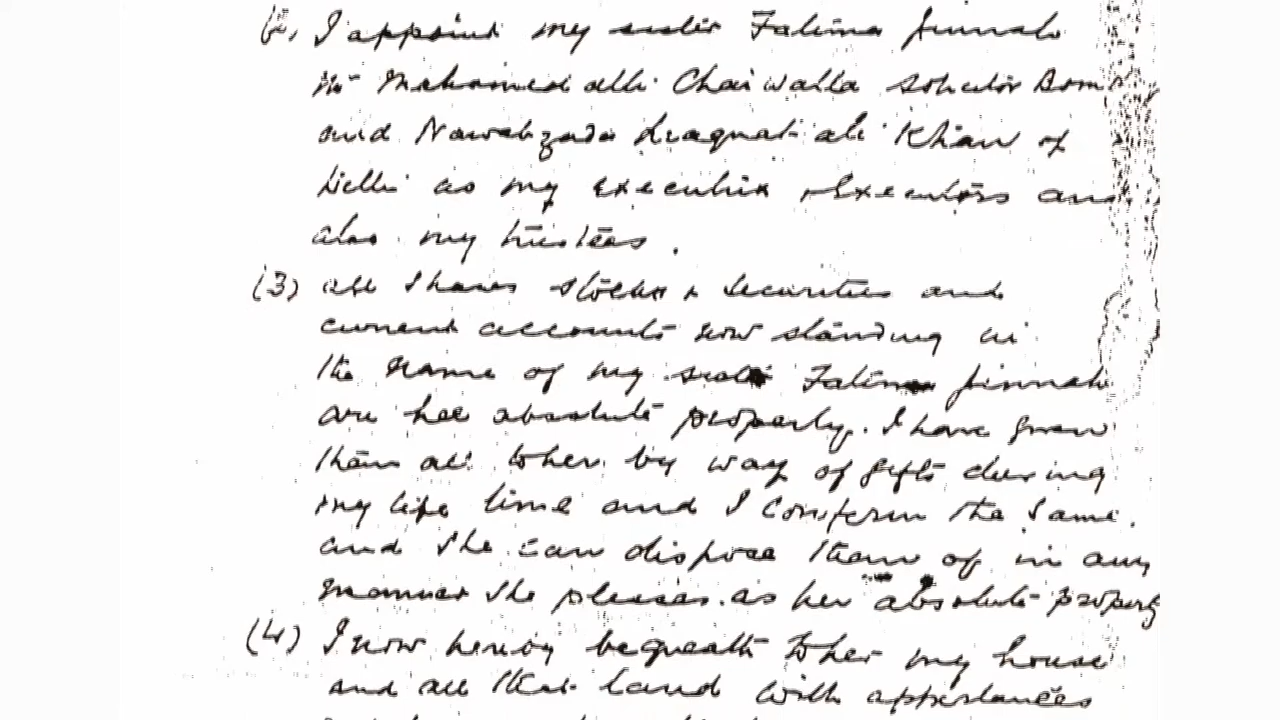 2, I appoint my sister Fatima Jinnah
Mr Mahomed alli Chaiwalla solicitor Bombay
and Nawabzada Liaquat ali Khan of
Delhi as my executrix & Executors and
also my trustees.
(3) all shares stocks & securities and
current accounts now standing in
the name of my sister Fatima Jinnah
are her absolute property. I have given
them all to her by way of gifts during
my life time and I confirm the same.
and she can dispose them of in any
manner she pleases. as her absolute property
(4) I now hereby bequeath to her my house
and all that land with appertances